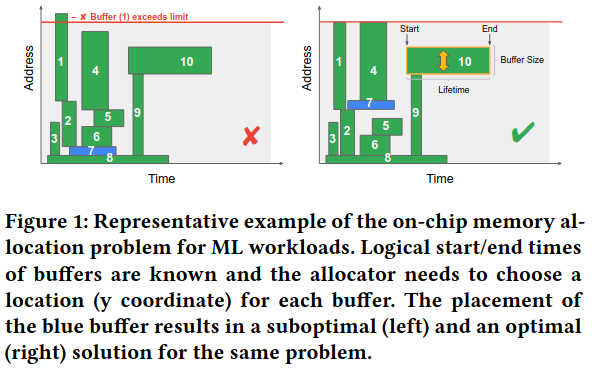 – ✘ Buffer (1) exceeds limit
Address
1
2
3
4
5
6
7
8
9
10
✘
Time
Address
Start
End
1
2
3
4
5
6
7
8
9
10
Buffer Size
Lifetime
✔
Time
Figure 1: Representative example of the on-chip memory al-
location problem for ML workloads. Logical start/end times
of buffers are known and the allocator needs to choose a
location (y coordinate) for each buffer. The placement of
the blue buffer results in a suboptimal (left) and an optimal
(right) solution for the same problem.